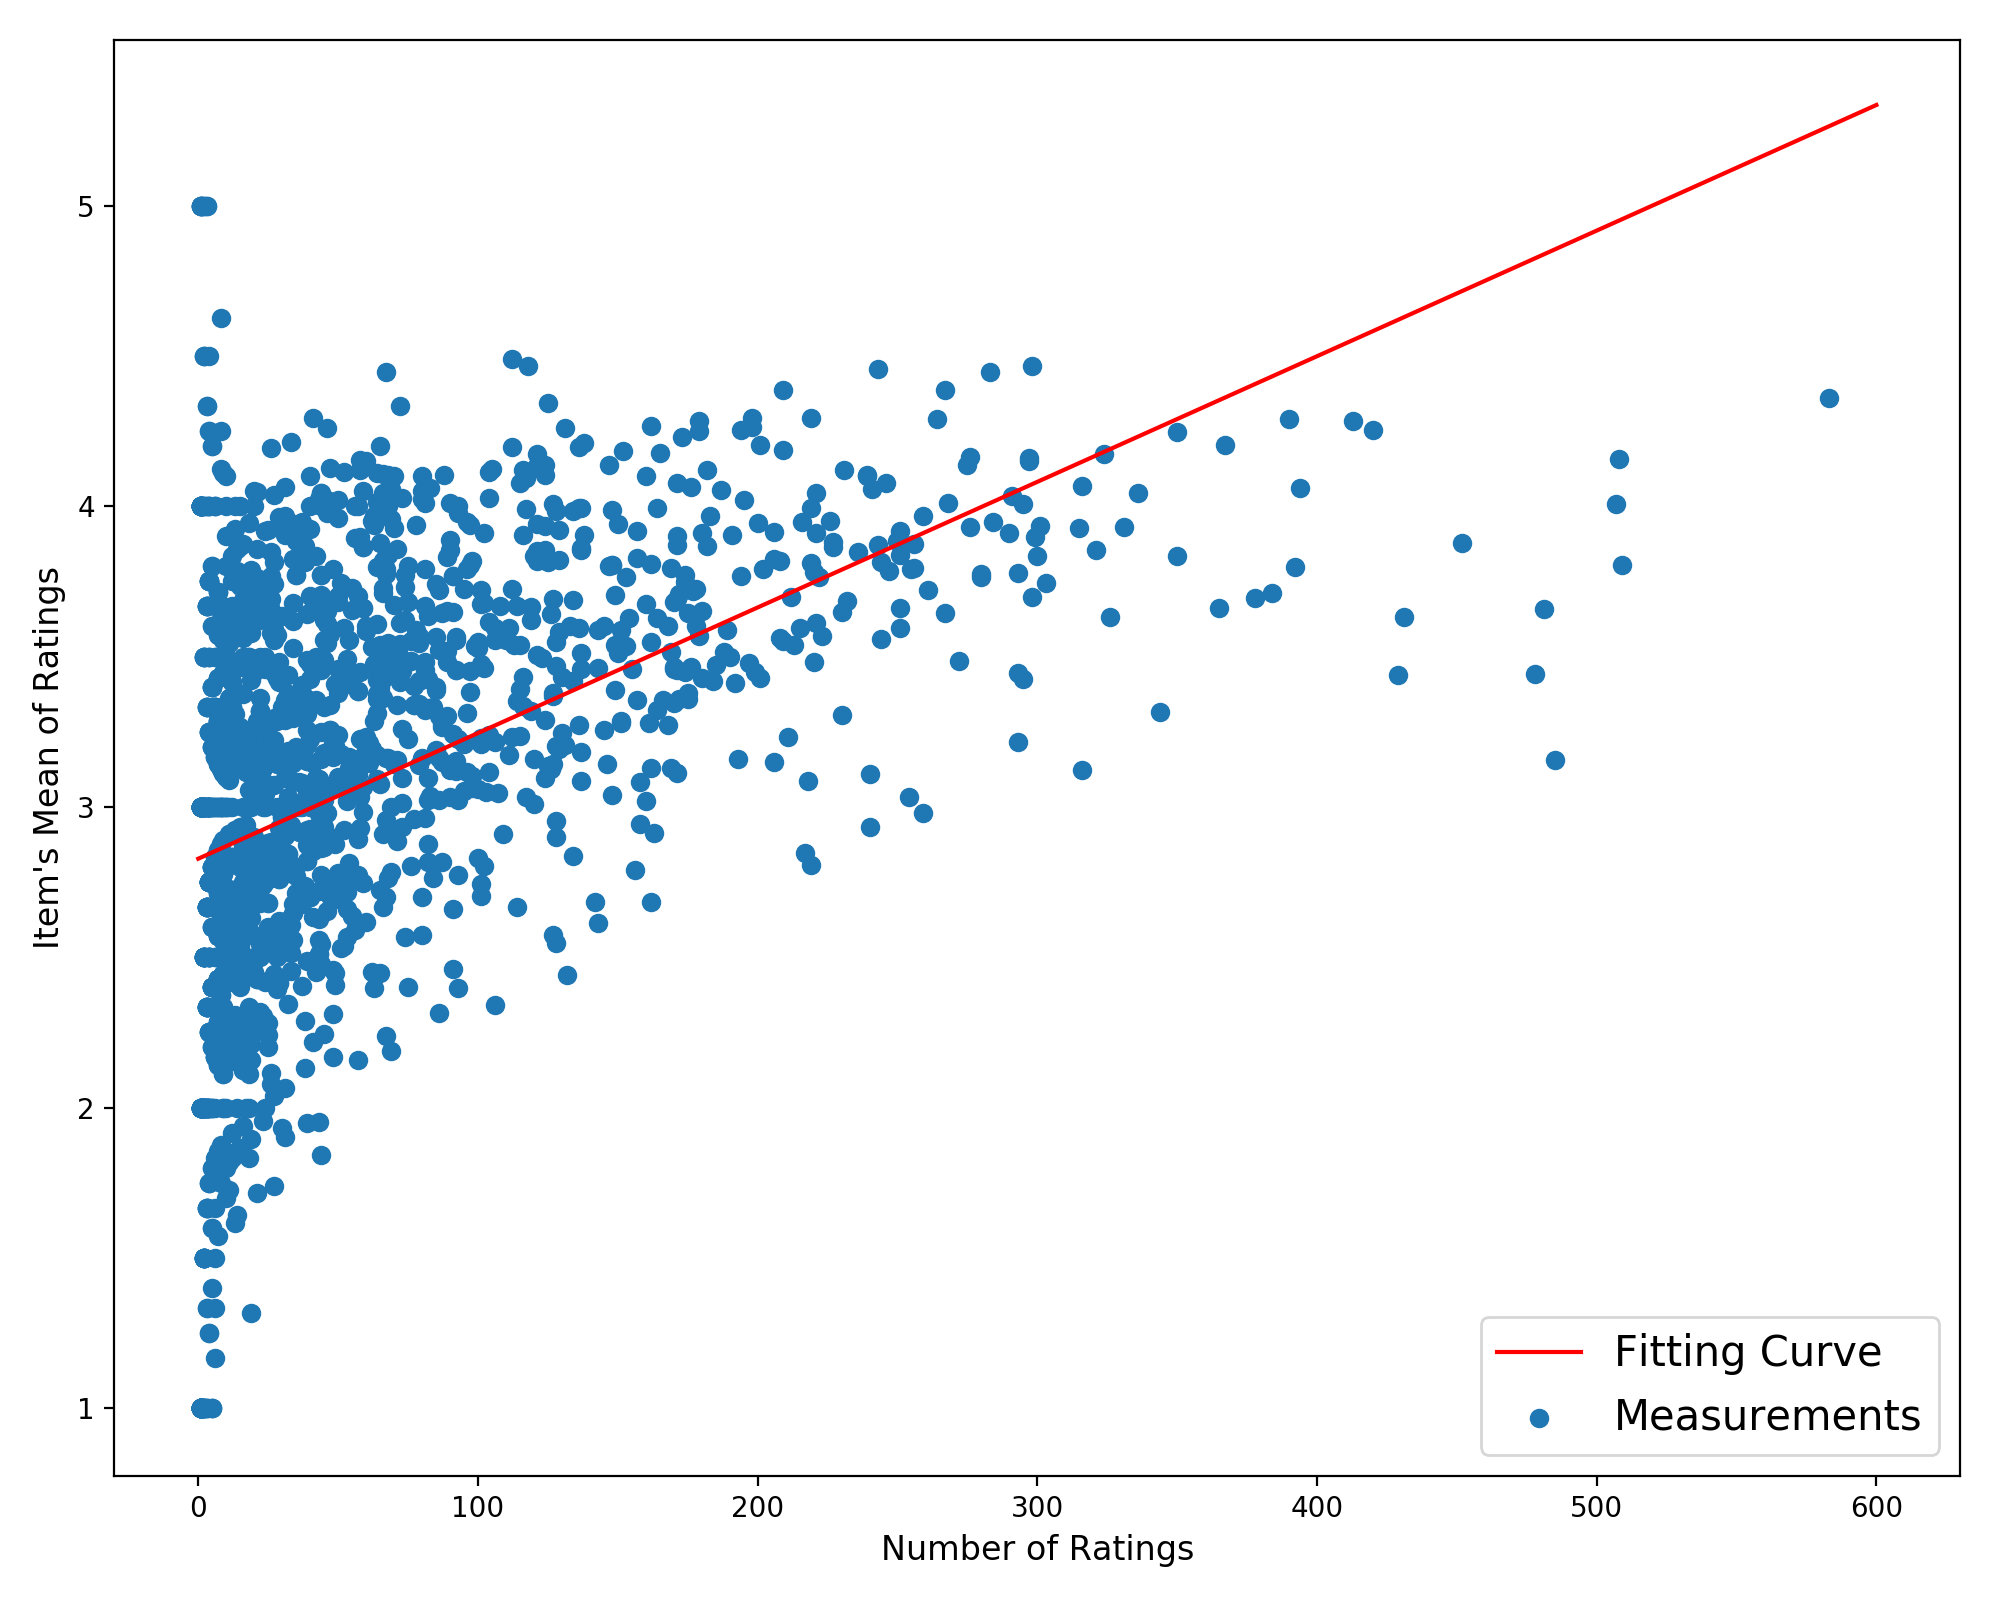 5
4
3
2
1
Item's Mean of Ratings
0 100 200 300 400 500 600
Number of Ratings
Fitting Curve
Measurements